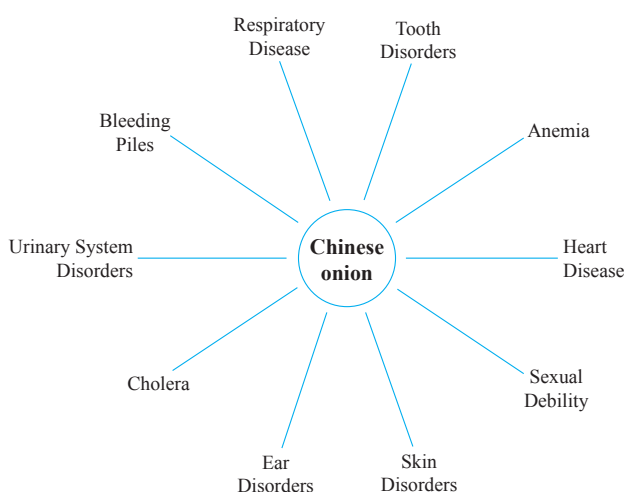 Respiratory
Disease
Tooth
Disorders
Bleeding
Piles
Anemia
Urinary System
Disorders
Chinese
onion
Heart
Disease
Cholera
Sexual
Debility
Ear
Disorders
Skin
Disorders